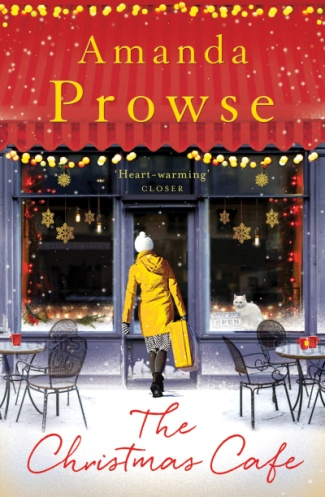 Amanda
Prowse
'Heart-warming'
CLOSER
OPEN
The
Christmas Cafe